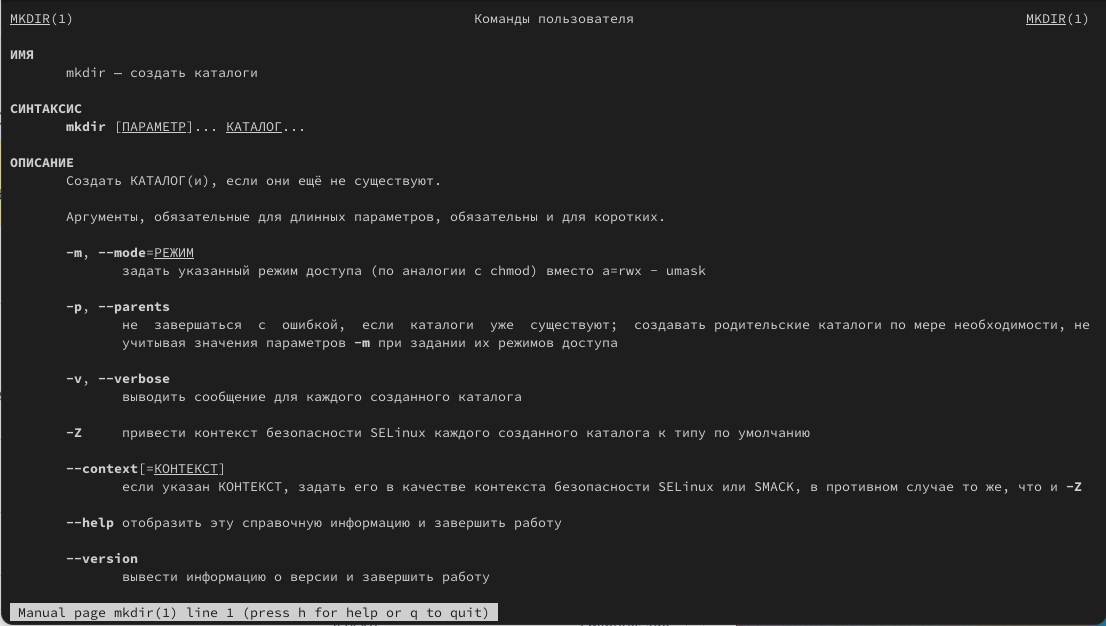 MKDIR(1) Команды пользователя MKDIR(1)
ИМЯ
mkdir – создать каталоги
СИНТАКСИС
mkdir [ПАРАМЕТР]... КАТАЛОГ...
ОПИСАНИЕ
Создать КАТАЛОГ(и), если они ещё не существуют.
Аргументы, обязательные для длинных параметров, обязательны и для коротких.
-m, --mode=РЕЖИМ
задать указанный режим доступа (по аналогии с chmod) вместо a=rwx - umask
-p, --parents
не завершаться с ошибкой, если каталоги уже существуют; создавать родительские каталоги по мере необходимости, не
учитывая значения параметров -m при задании их режимов доступа
-v, --verbose
выводить сообщение для каждого созданного каталога
-Z привести контекст безопасности SELinux каждого созданного каталога к типу по умолчанию
--context[=КОНТЕКСТ]
если указан КОНТЕКСТ, задать его в качестве контекста безопасности SELinux или SMACK, в противном случае то же, что и -Z
--help отобразить эту справочную информацию и завершить работу
--version
вывести информацию о версии и завершить работу
Manual page mkdir(1) line 1 (press h for help or q to quit)